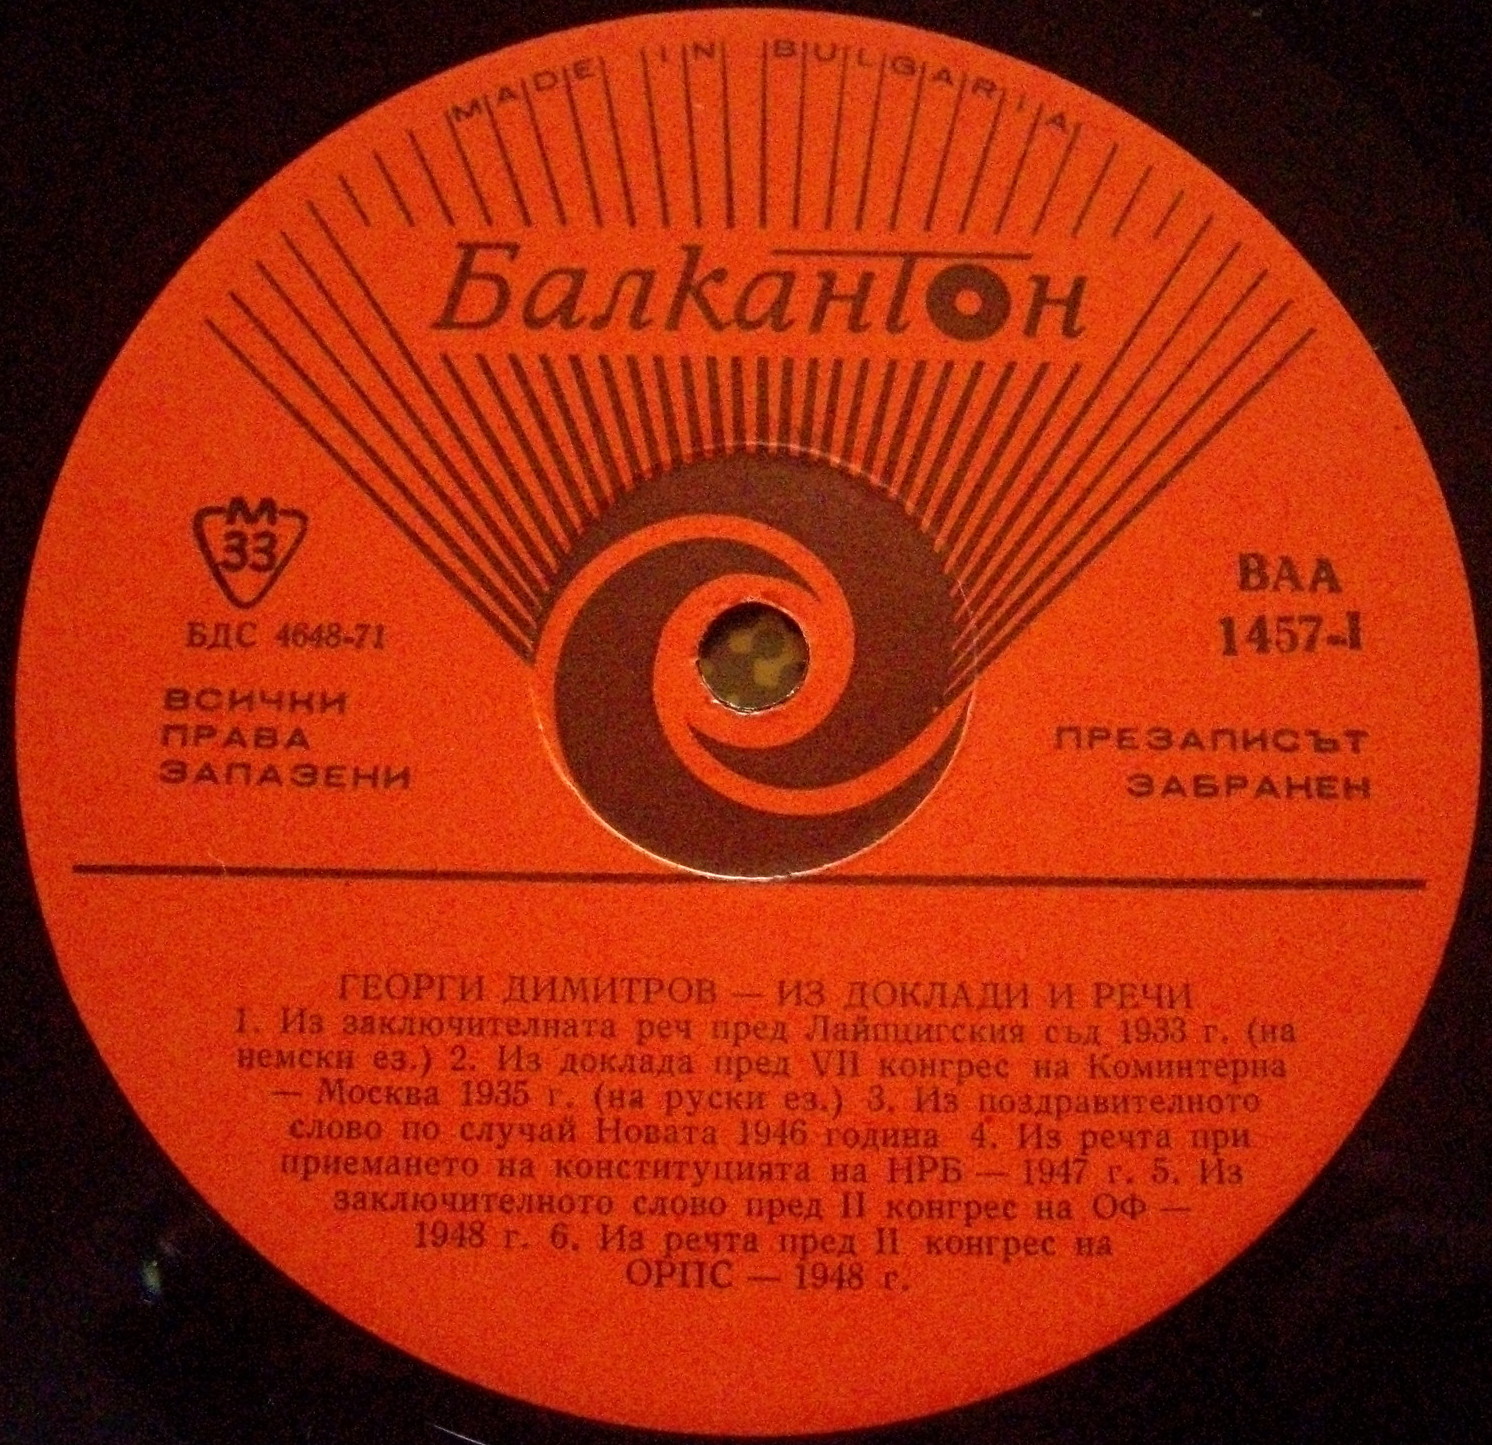 MADE IN BULGARIA
Балкантон
М
33
БДС 4648-71
ВСИЧКИ
ПРАВА
ЗАПАЗЕНИ
ВАА
1457-I
ПРЕЗАПИСЪТ
ЗАБРАНЕН
ГЕОРГИ ДИМИТРОВ — ИЗ ДОКЛАДИ И РЕЧИ
1. Из заключителната реч пред Лайпцигския съд 1933 г. (на
немски ез.) 2. Из доклада пред VII конгрес на Коминтерна
— Москва 1935 г. (на руски ез.) 3. Из поздравителното
слово по случай Новата 1946 година 4. Из речта при
приемането на конституцията на НРБ — 1947 г. 5. Из
заключителното слово пред II конгрес на ОФ —
1948 г. 6. Из речта пред II конгрес на
ОРПС — 1948 г.